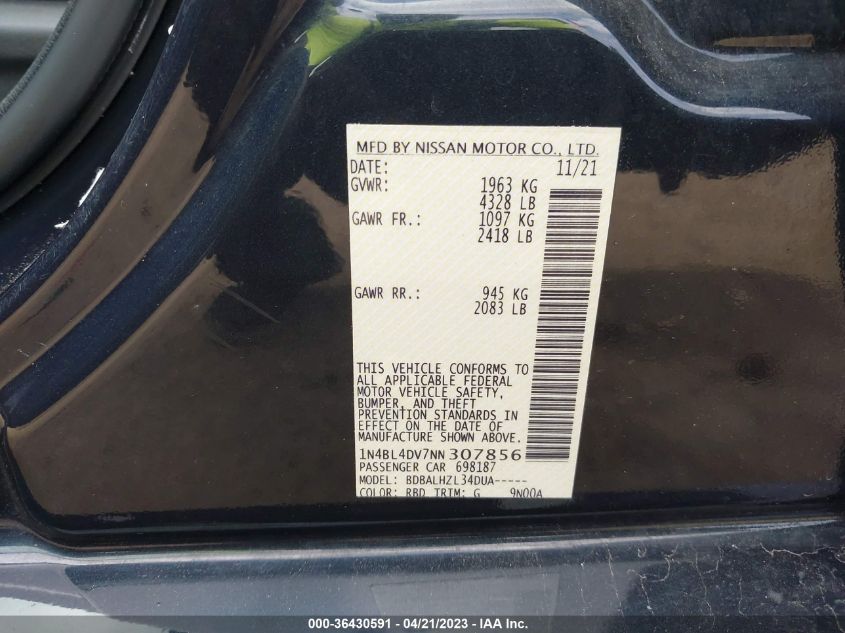 MFD BY NISSAN MOTOR CO., LTD.
DATE: 11/21
GVWR: 1963 KG
4328 LB
GAWR FR.: 1097 KG
2418 LB
GAWR RR.: 945 KG
2083 LB
THIS VEHICLE CONFORMS TO
ALL APPLICABLE FEDERAL
MOTOR VEHICLE SAFETY,
BUMPER, AND THEFT
PREVENTION STANDARDS IN
EFFECT ON THE DATE OF
MANUFACTURE SHOWN ABOVE.
1N4BL4DV7NN307856
PASSENGER CAR 698187
MODEL: BDBALHZL34DUA-----
COLOR: RBD TRIM: G 9N00A
000-36430591 - 04/21/2023 - IAA Inc.